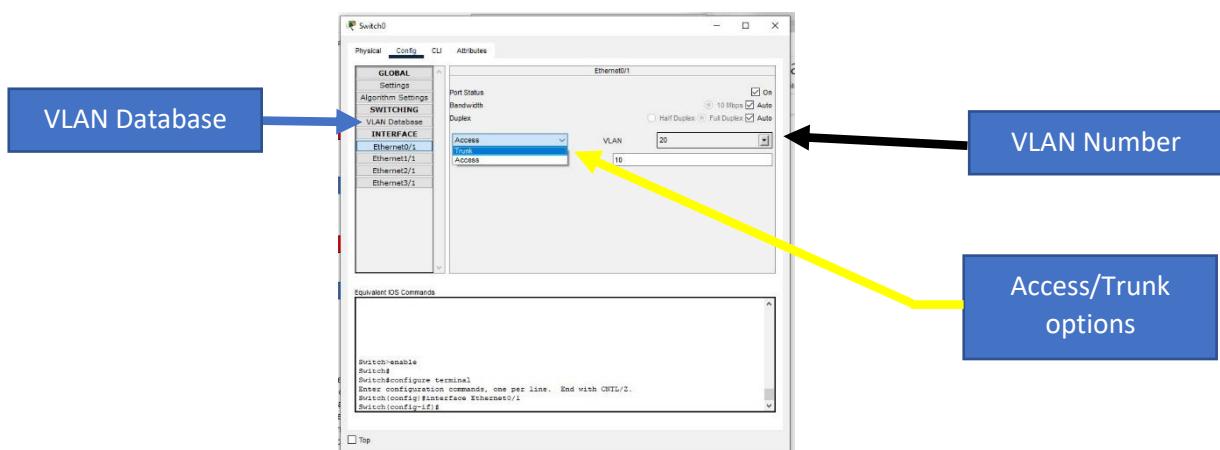 Switch0
Physical Config CLI Attributes
GLOBAL
Settings
Algorithm Settings
SWITCHING
VLAN Database
INTERFACE
Ethernet0/1
Ethernet1/1
Ethernet2/1
Ethernet3/1
Ethernet0/1
Port Status On
Bandwidth 10 Mbps Auto
Duplex Half Duplex Full Duplex Auto
Access VLAN 20
Trunk
Access
10
Equivalent IOS Commands
Switch>enable
Switch#
Switch#configure terminal
Enter configuration commands, one per line. End with CNTL/Z.
Switch(config)#interface Ethernet0/1
Switch(config-if)#
Top
VLAN Database
VLAN Number
Access/Trunk
options